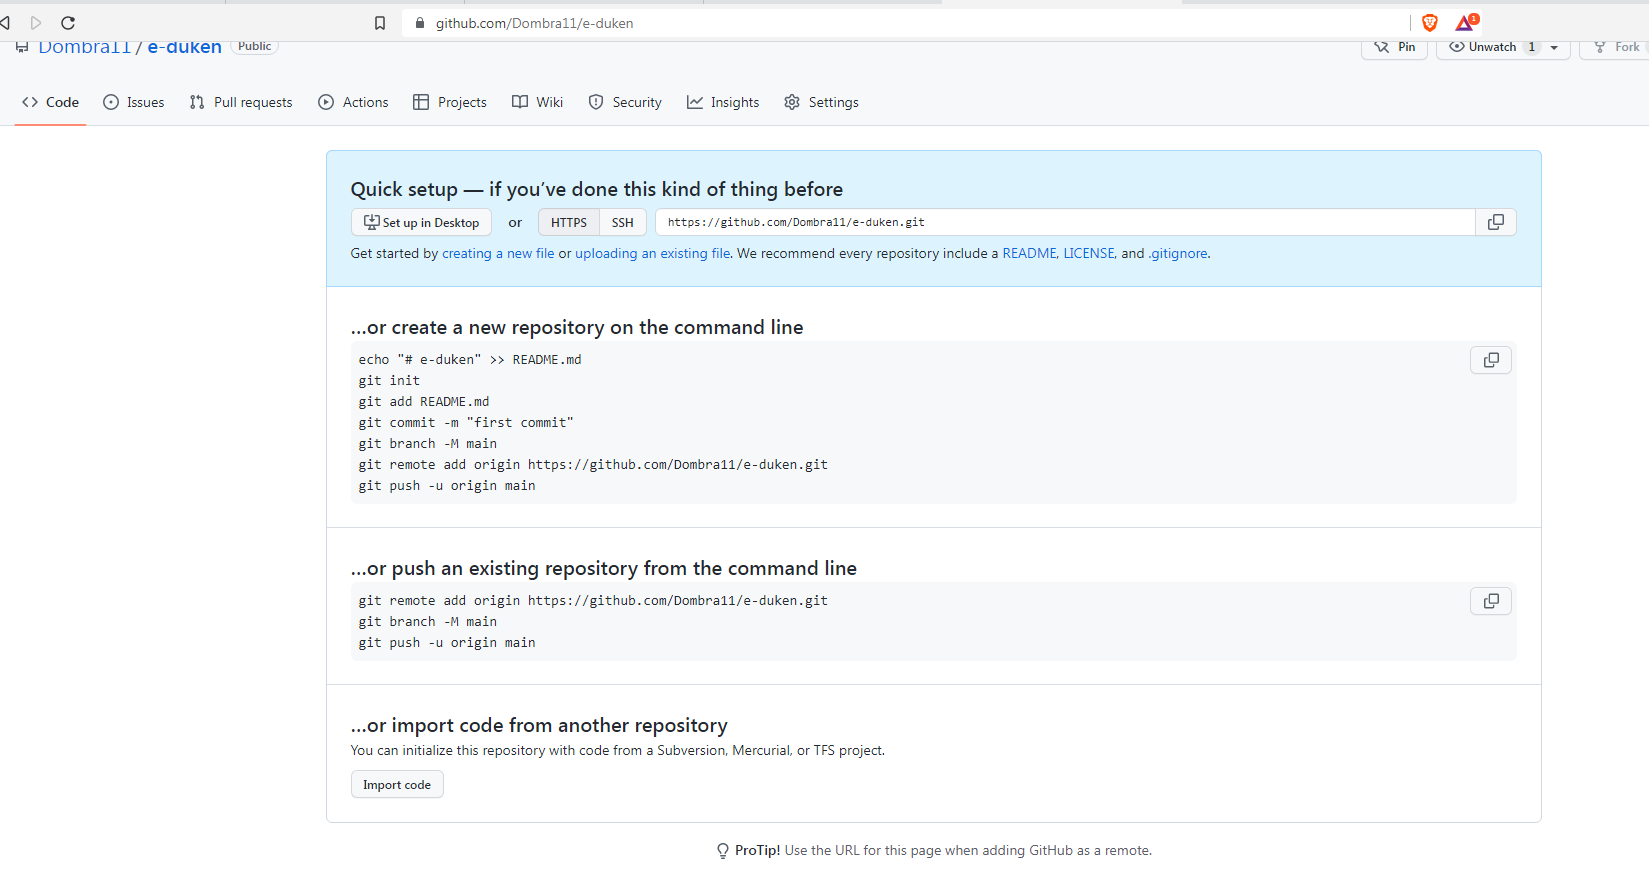 github.com/Dombra11/e-duken
1
Dombra11 / e-duken Public
Pin Unwatch 1 Fork
Code Issues Pull requests Actions Projects Wiki Security Insights Settings
Quick setup — if you’ve done this kind of thing before
Set up in Desktop or HTTPS SSH https://github.com/Dombra11/e-duken.git
Get started by creating a new file or uploading an existing file. We recommend every repository include a README, LICENSE, and .gitignore.
…or create a new repository on the command line
echo "# e-duken" >> README.md
git init
git add README.md
git commit -m "first commit"
git branch -M main
git remote add origin https://github.com/Dombra11/e-duken.git
git push -u origin main
…or push an existing repository from the command line
git remote add origin https://github.com/Dombra11/e-duken.git
git branch -M main
git push -u origin main
…or import code from another repository
You can initialize this repository with code from a Subversion, Mercurial, or TFS project.
Import code
ProTip! Use the URL for this page when adding GitHub as a remote.